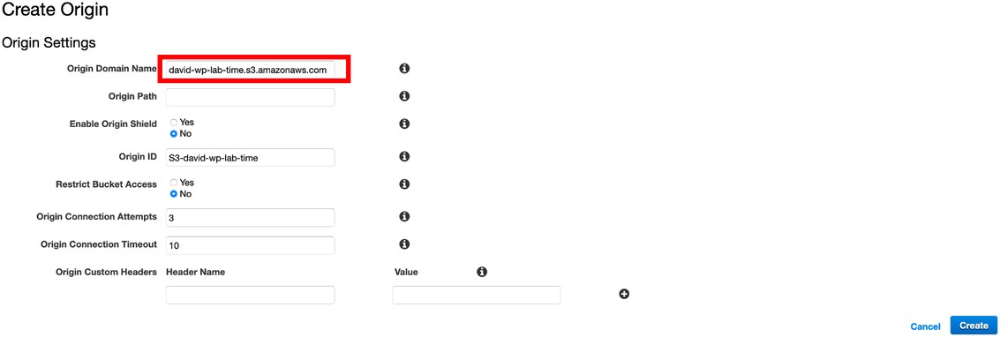 Create Origin
Origin Settings
Origin Domain Name david-wp-lab-time.s3.amazonaws.com
Origin Path
Enable Origin Shield Yes
No
Origin ID S3-david-wp-lab-time
Restrict Bucket Access Yes
No
Origin Connection Attempts 3
Origin Connection Timeout 10
Origin Custom Headers Header Name Value
Cancel Create